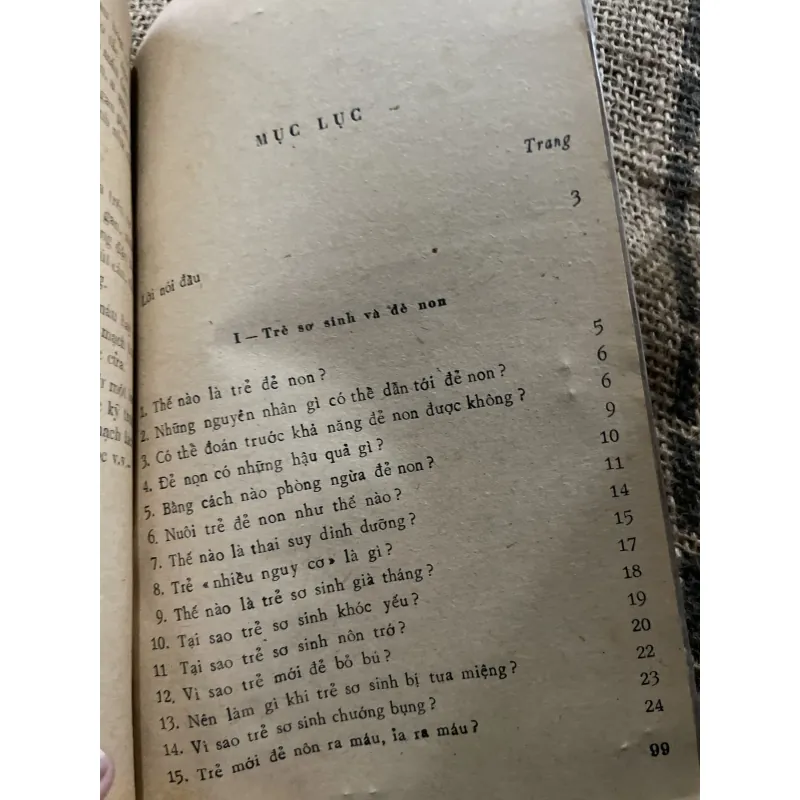 MỤC LỤC
Trang
Lời nói đầu 3
I — Trẻ sơ sinh và đẻ non
1. Thế nào là trẻ đẻ non ? 5
2. Những nguyên nhân gì có thể dẫn tới đẻ non ? 6
3. Có thể đoán trước khả năng đẻ non được không ? 6
4. Đẻ nọn có những hậu quả gì ? 9
5. Bằng cách nào phòng ngừa đẻ non ? 10
6. Nuôi trẻ đẻ non như thế nào ? 11
7. Thế nào là thai suy dinh dưỡng ? 14
8. Trẻ «nhiều nguy cơ» là gì ? 15
9. Thế nào là trẻ sơ sinh già tháng ? 17
10. Tại sao trẻ sơ sinh khóc yếu ? 18
11 Tại sao trẻ sơ sinh nôn trớ ? 19
12. Vì sao trẻ mới đẻ bỏ bú ? 20
13. Nên làm gì khi trẻ sơ sinh bị tua miệng ? 22
14. Vì sao trẻ sơ sinh chướng bụng ? 23
15. Trẻ mới đẻ nôn ra máu, ỉa ra máu ? 24
99